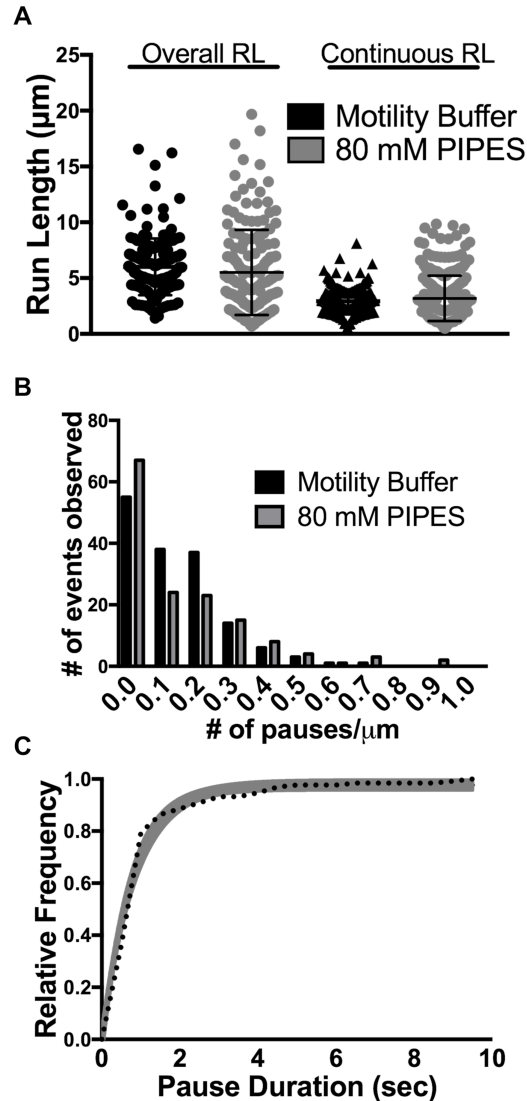 A
Overall RL Continuous RL
Run Length (μm)
25
20
15
10
5
0
Motility Buffer
80 mM PIPES
B
# of events observed
80
60
40
20
0
Motility Buffer
80 mM PIPES
0.0 0.1 0.2 0.3 0.4 0.5 0.6 0.7 0.8 0.9 1.0
# of pauses/μm
C
Relative Frequency
1.0
0.8
0.6
0.4
0.2
0.0
0 2 4 6 8 10
Pause Duration (sec)